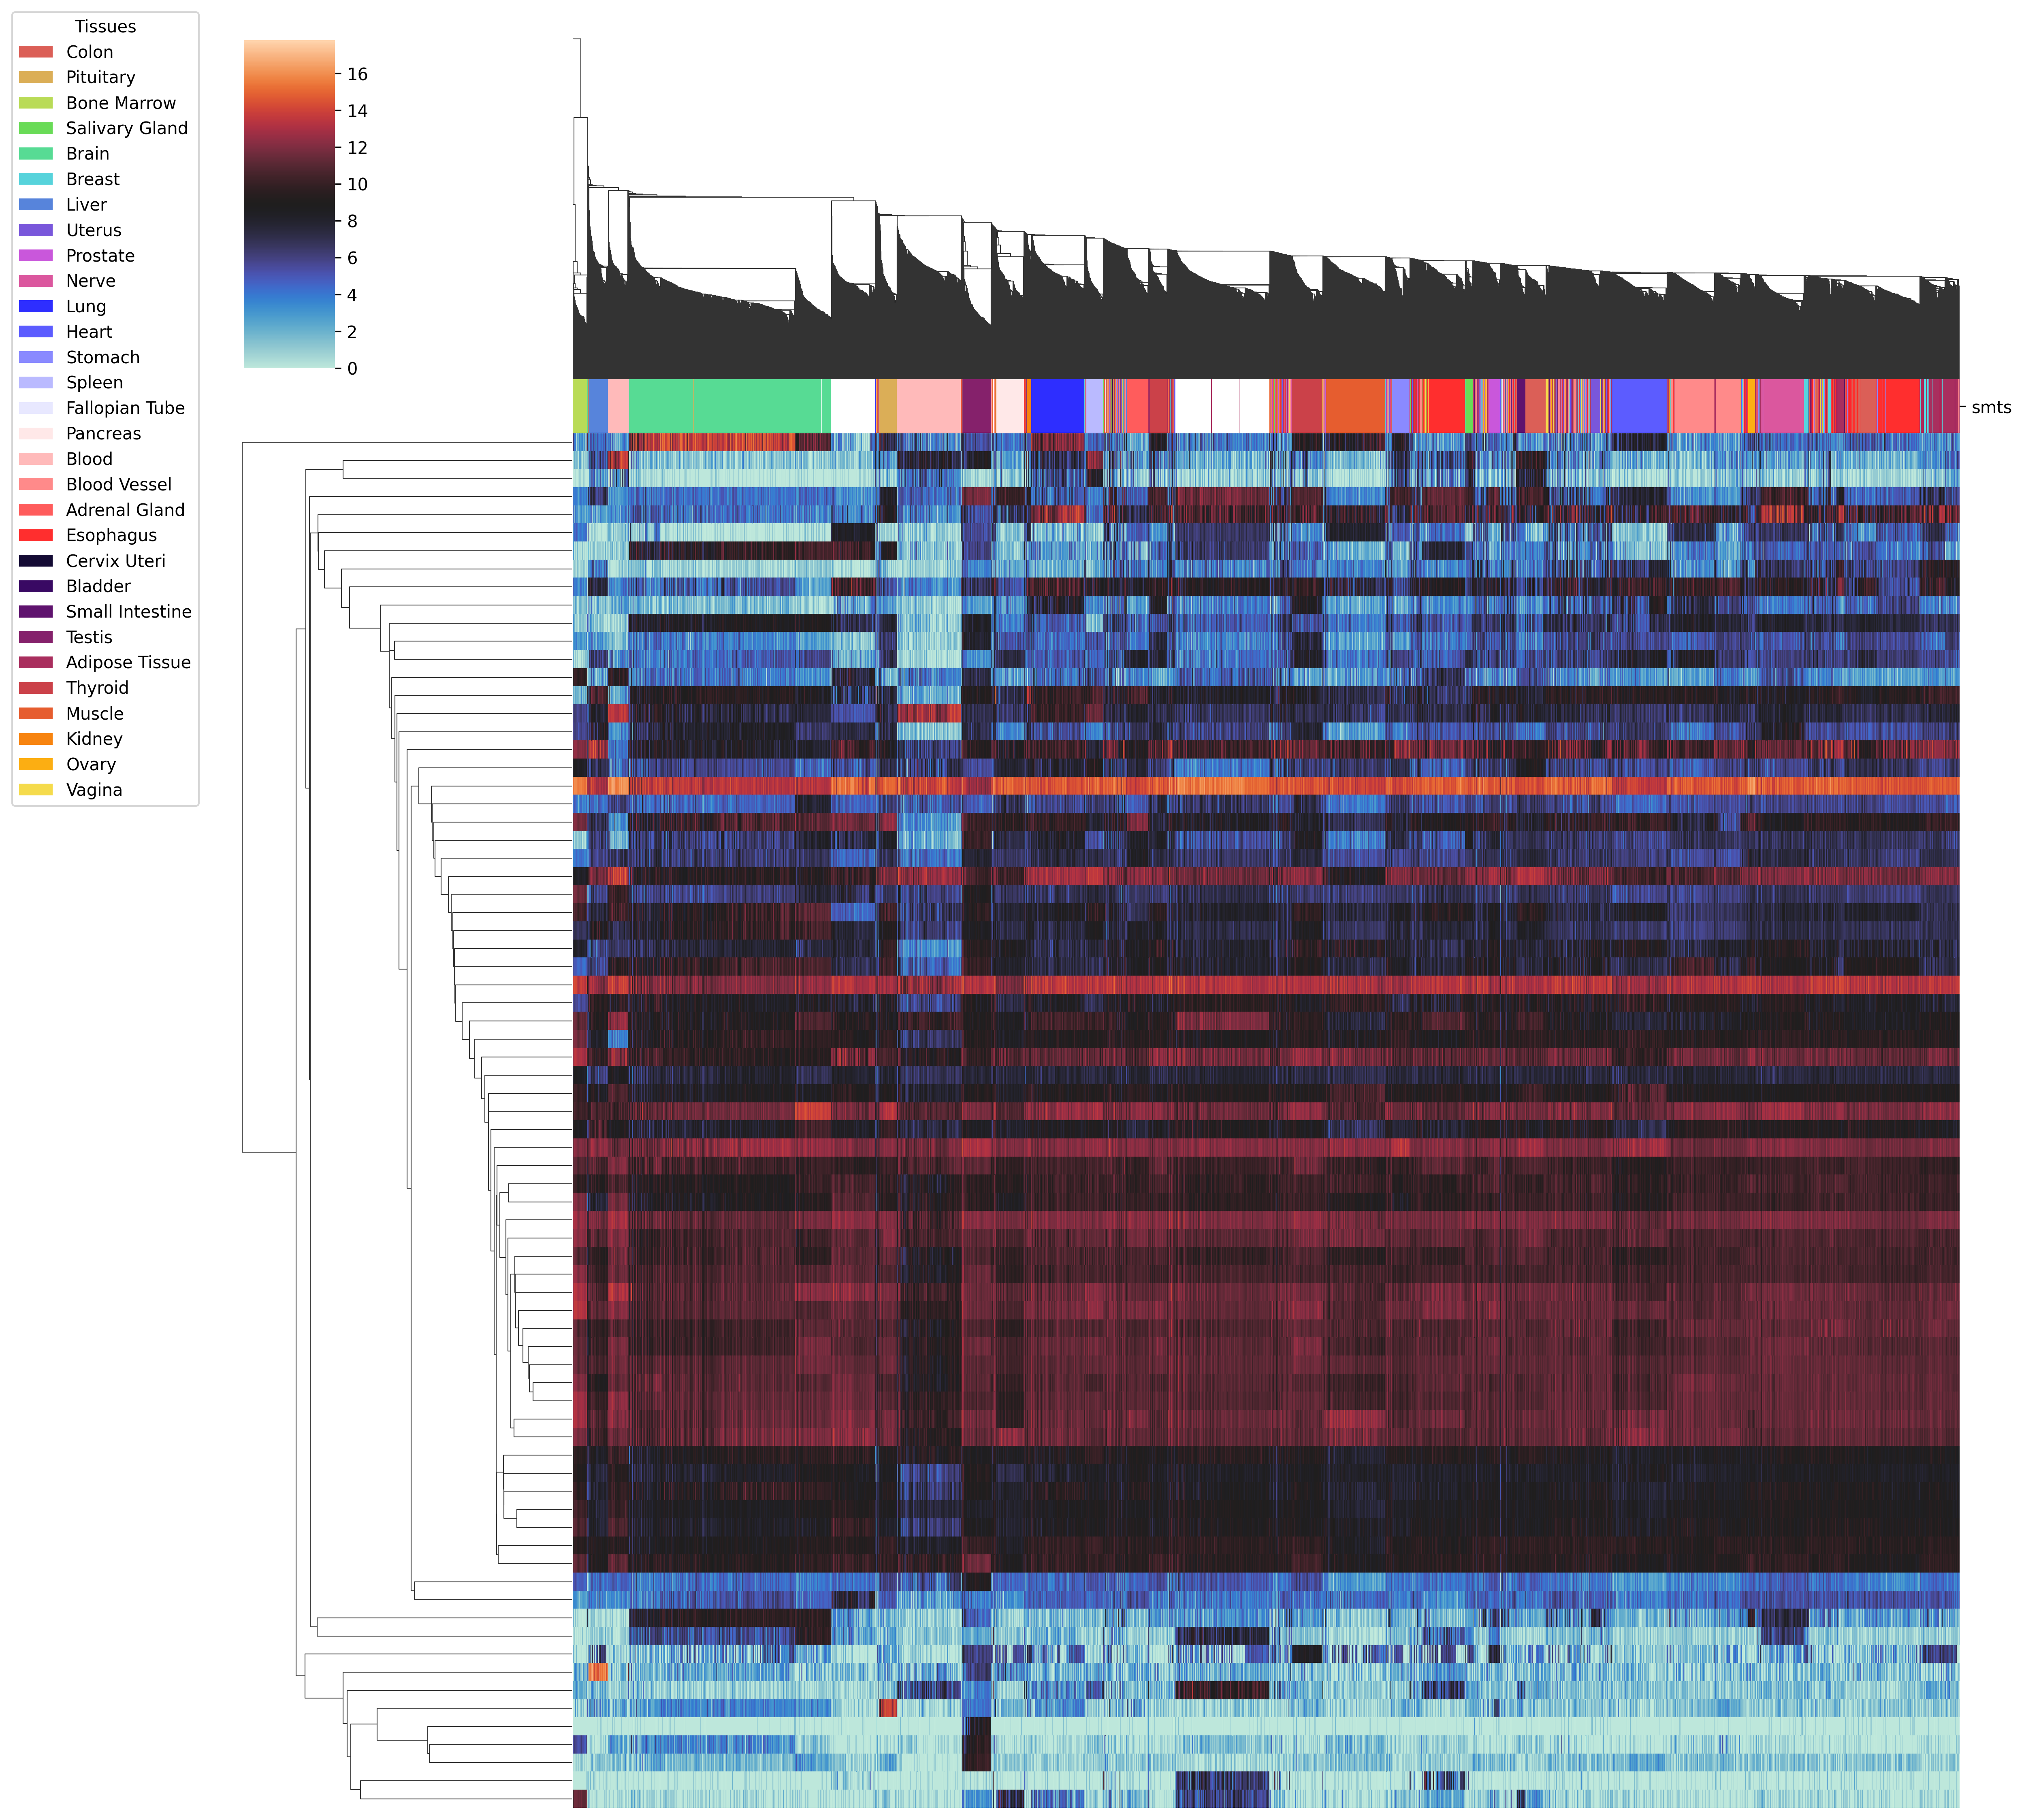 Tissues
Colon
Pituitary
Bone Marrow
Salivary Gland
Brain
Breast
Liver
Uterus
Prostate
Nerve
Lung
Heart
Stomach
Spleen
Fallopian Tube
Pancreas
Blood
Blood Vessel
Adrenal Gland
Esophagus
Cervix Uteri
Bladder
Small Intestine
Testis
Adipose Tissue
Thyroid
Muscle
Kidney
Ovary
Vagina
16
14
12
10
8
6
4
2
0
smts